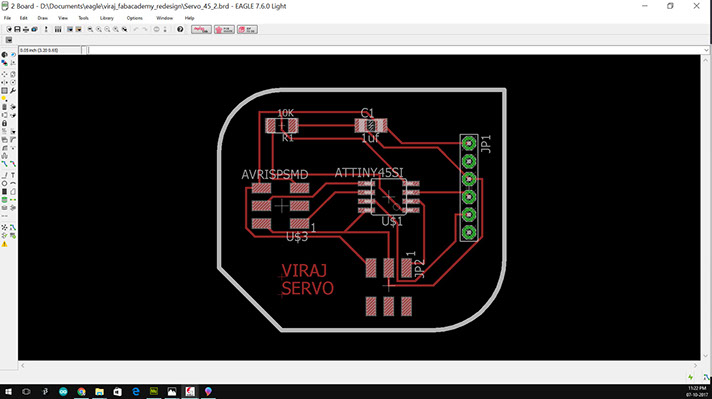 2 Board - D:\Documents\eagle\viraj_fabacademy_redesign\Servo_45_2.brd - EAGLE 7.6.0 Light
File Edit Draw View Tools Library Options Window Help
0.05 inch (3.20 0.65)
10K
C1
R1
1uf
JP1
AVRISPSMD
ATTINY45SI
U$3
1
U$1
JP2
1
VIRAJ
SERVO
11:22 PM
07-10-2017